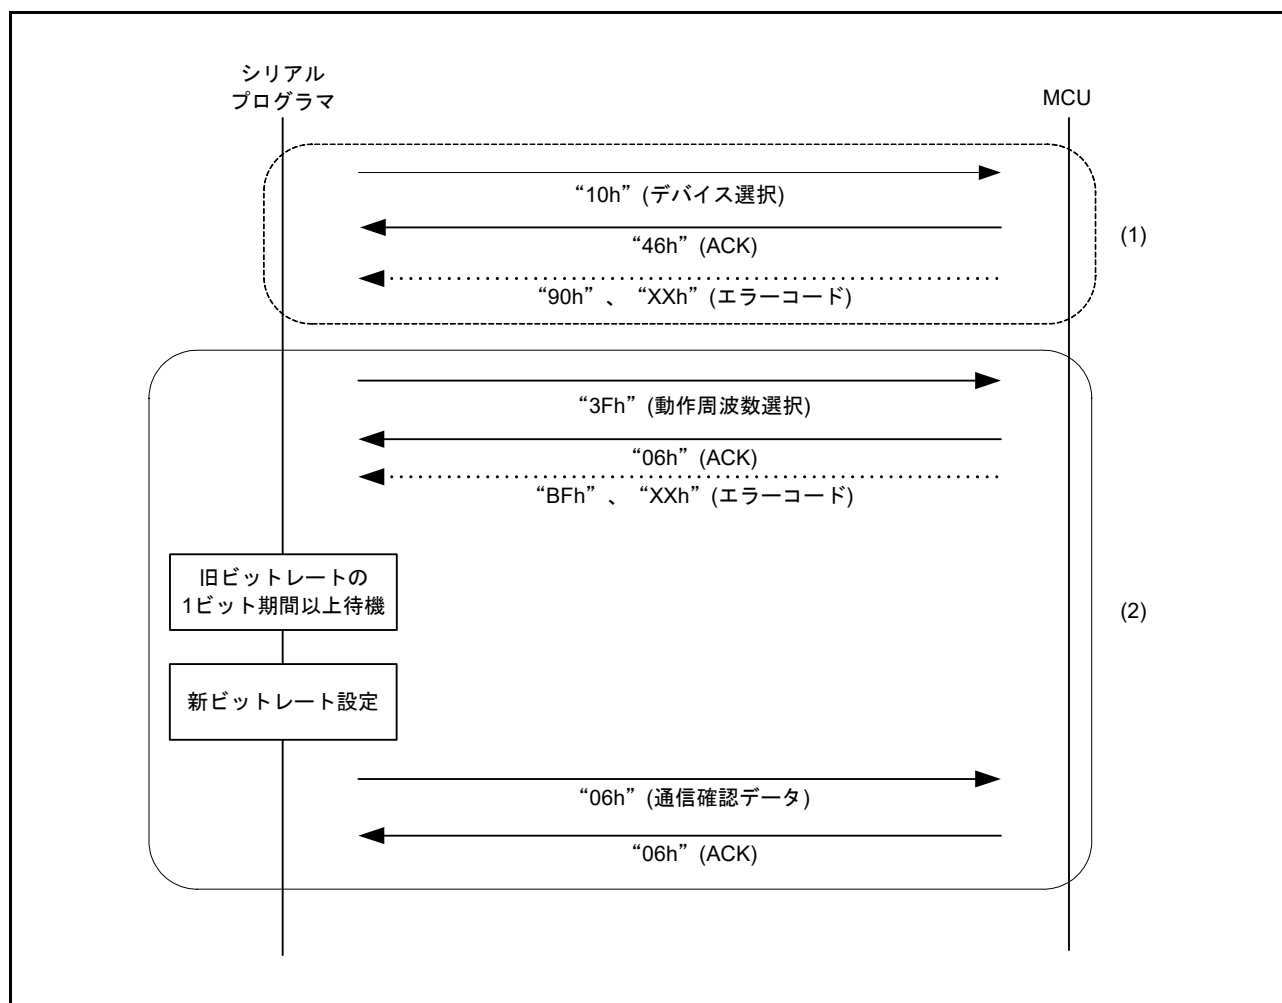 シリアル
プログラマ
MCU
“10h” (デバイス選択)
“46h” (ACK)
(1)
“90h” 、 “XXh” (エラーコード)
“3Fh” (動作周波数選択)
“06h” (ACK)
“BFh” 、 “XXh” (エラーコード)
旧ビットレートの
1ビット期間以上待機
(2)
新ビットレート設定
“06h” (通信確認データ)
“06h” (ACK)